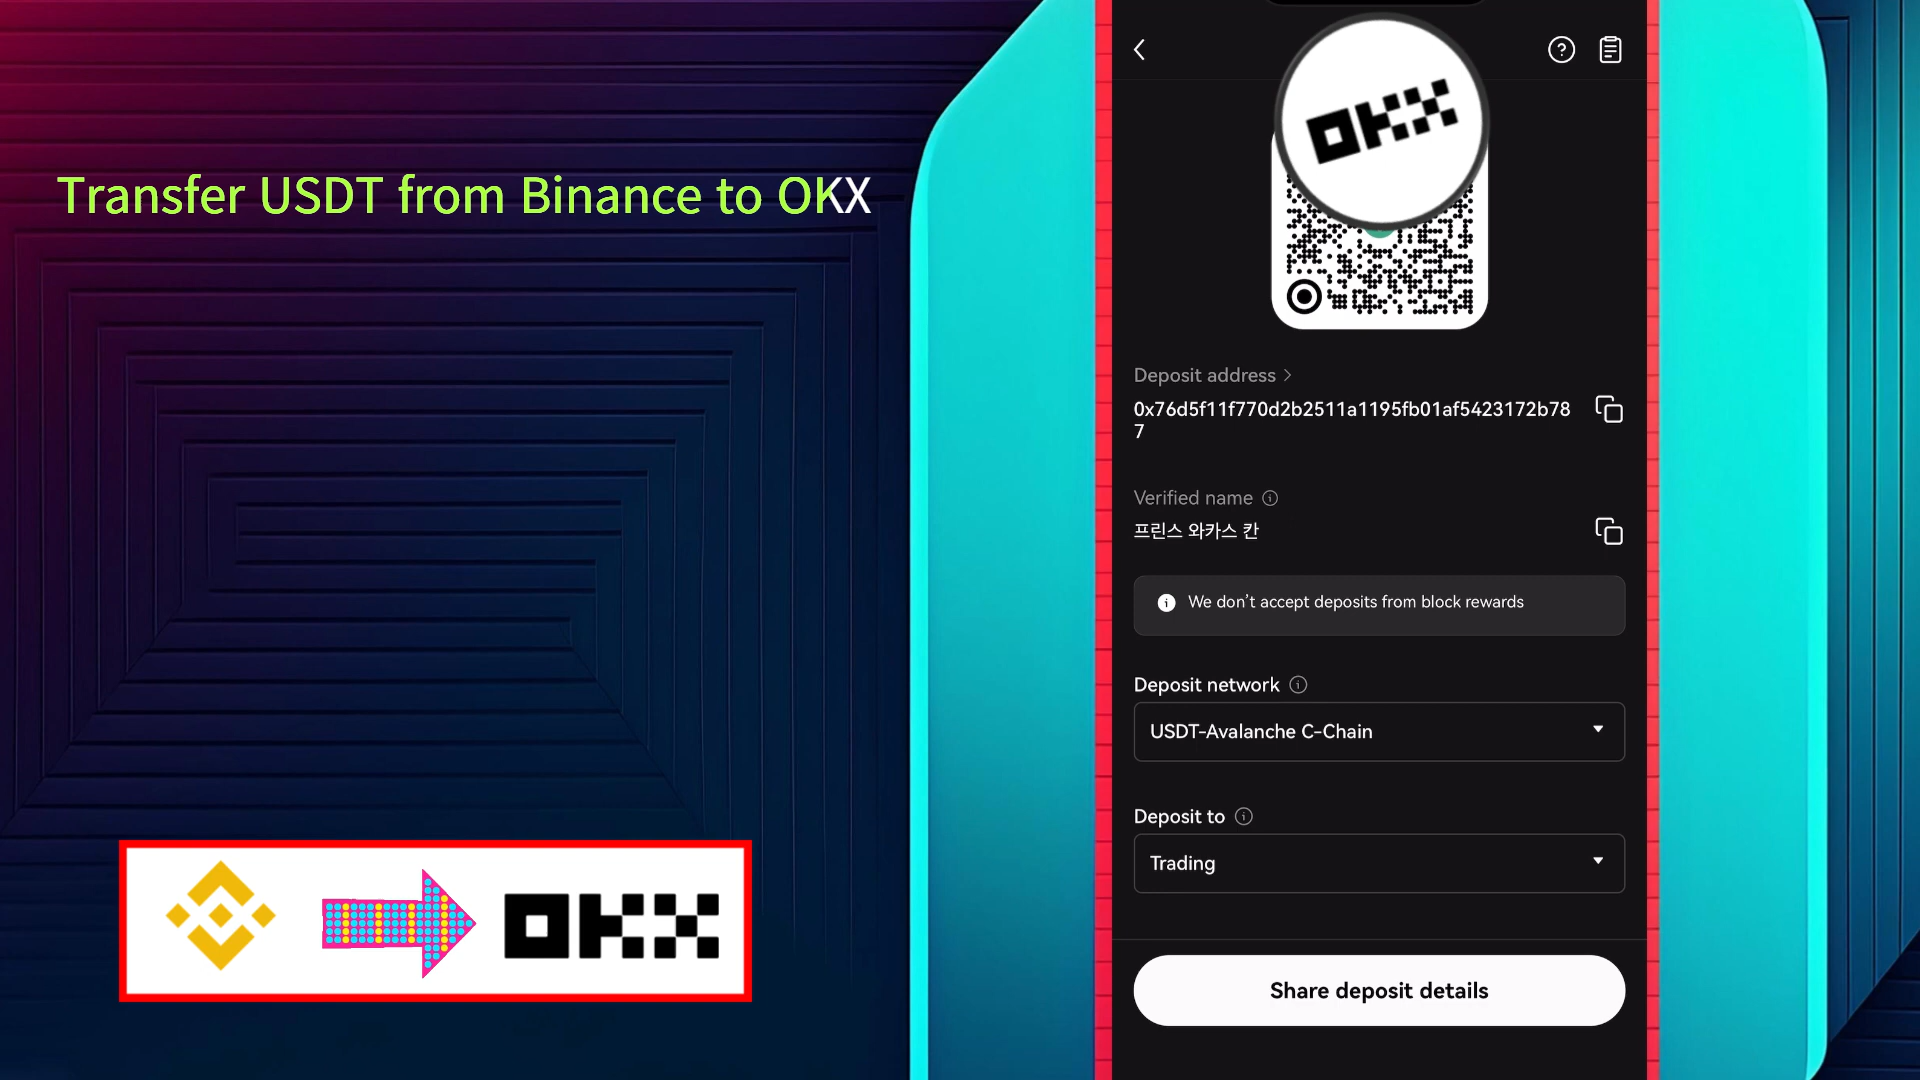 Transfer USDT from Binance to OKX
OKX
OKX
Deposit address
0x76d5f11f770d2b2511a1195fb01af5423172b78
7
Verified name
프린스 와카스 칸
We don't accept deposits from block rewards
Deposit network
USDT-Avalanche C-Chain
Deposit to
Trading
Share deposit details